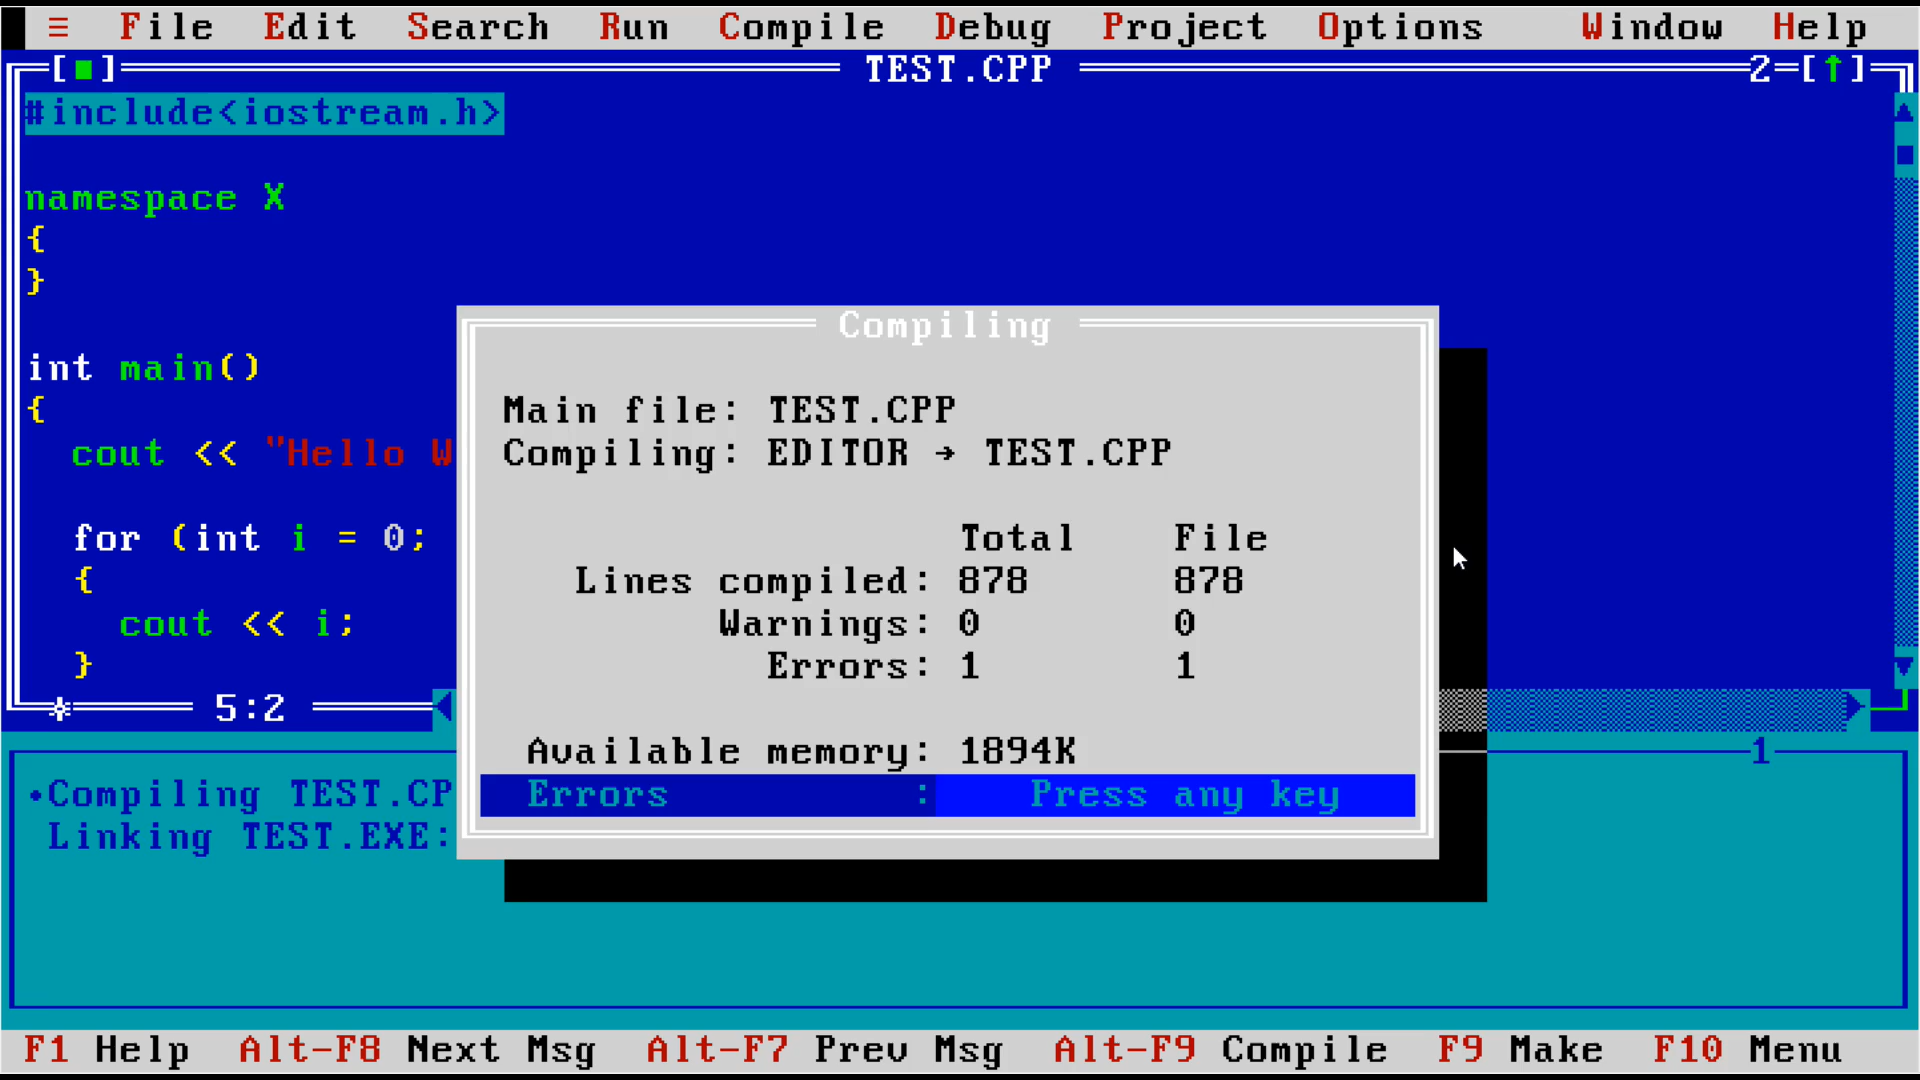 ≡ File Edit Search Run Compile Debug Project Options Window Help
[■] TEST.CPP 2=[↑]
#include<iostream.h>
namespace X
{
}
int main()
{
cout << "Hello W
for (int i = 0;
{
cout << i;
}
5:2
Compiling
Main file: TEST.CPP
Compiling: EDITOR → TEST.CPP
Total File
Lines compiled: 878 878
Warnings: 0 0
Errors: 1 1
Available memory: 1894K
Errors : Press any key
1
•Compiling TEST.CP
Linking TEST.EXE:
F1 Help Alt-F8 Next Msg Alt-F7 Prev Msg Alt-F9 Compile F9 Make F10 Menu